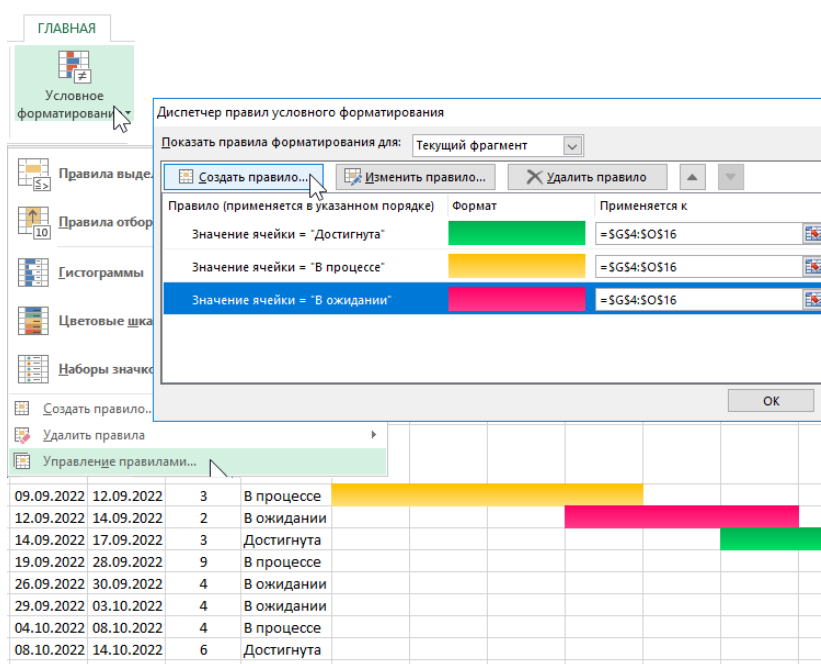 ГЛАВНАЯ
Условное
форматирование
Диспетчер правил условного форматирования
Показать правила форматирования для: Текущий фрагмент
Создать правило... Изменить правило... Удалить правило
Правило (применяется в указанном порядке) Формат Применяется к
Значение ячейки = "Достигнута" =$G$4:$O$16
Значение ячейки = "В процессе" =$G$4:$O$16
Значение ячейки = "В ожидании" =$G$4:$O$16
ОК
Правила выде
Правила отбор
10
Гистограммы
Цветовые шка
Наборы значко
Создать правило...
Удалить правила
Управление правилами...
09.09.2022 12.09.2022 3 В процессе
12.09.2022 14.09.2022 2 В ожидании
14.09.2022 17.09.2022 3 Достигнута
19.09.2022 28.09.2022 9 В процессе
26.09.2022 30.09.2022 4 В ожидании
29.09.2022 03.10.2022 4 В ожидании
04.10.2022 08.10.2022 4 В процессе
08.10.2022 14.10.2022 6 Достигнута